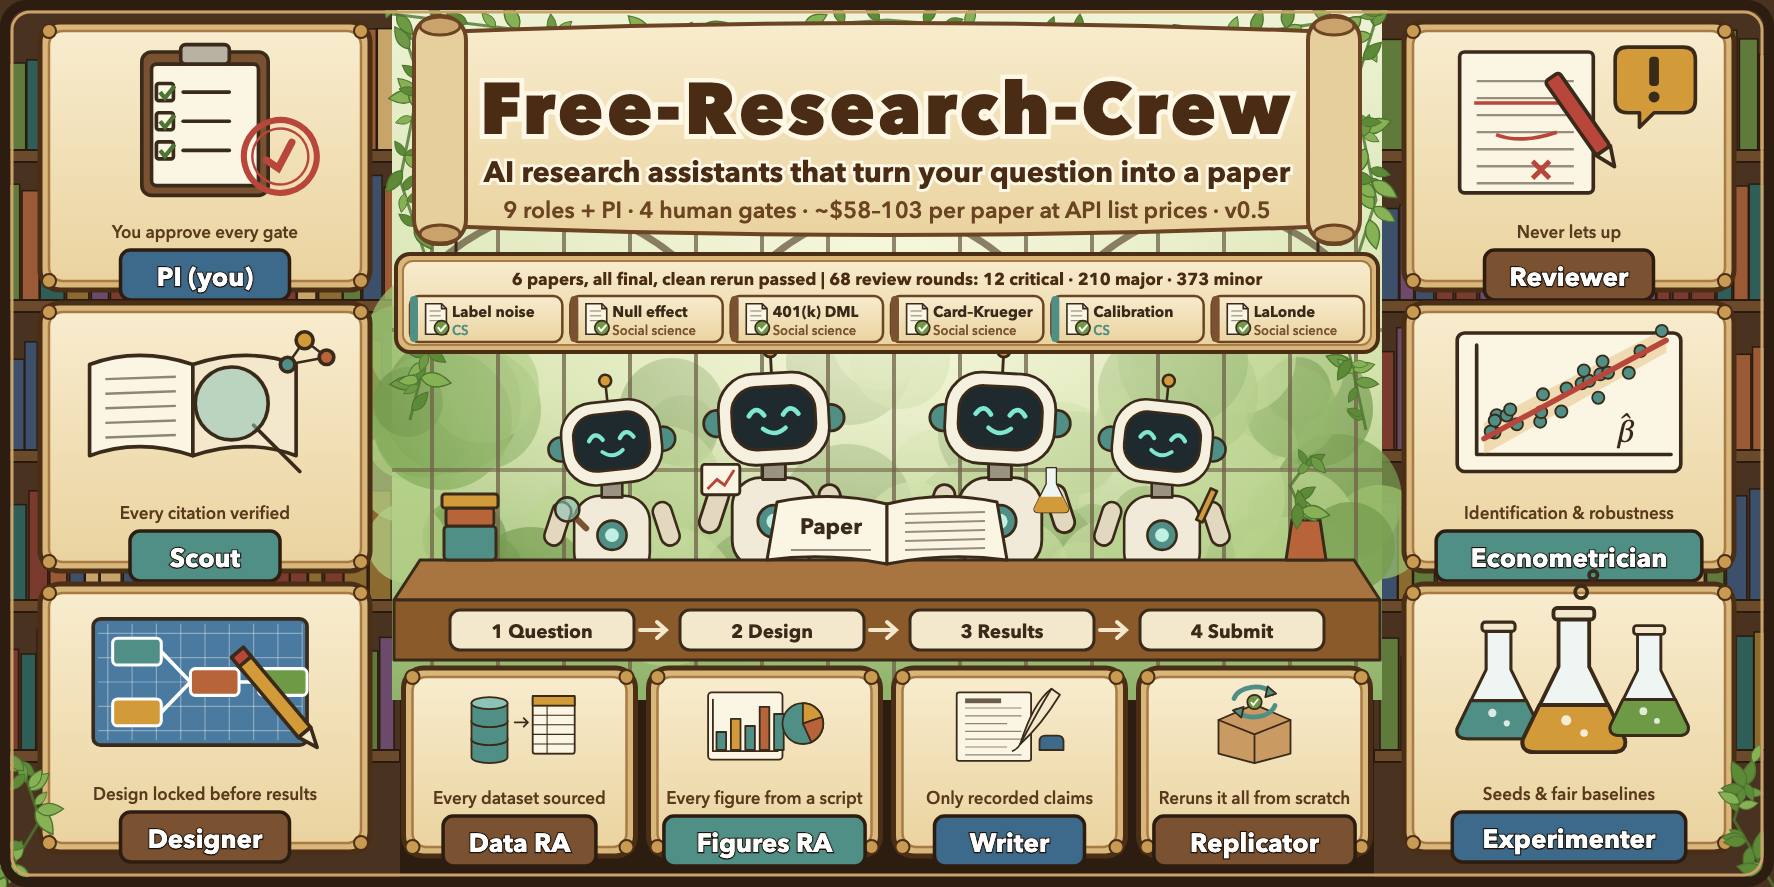 Free-Research-Crew
AI research assistants that turn your question into a paper
9 roles + PI · 4 human gates · ~$58–103 per paper at API list prices · v0.5
6 papers, all final, clean rerun passed | 68 review rounds: 12 critical · 210 major · 373 minor
Label noise
CS
Null effect
Social science
401(k) DML
Social science
Card–Krueger
Social science
Calibration
CS
LaLonde
Social science
You approve every gate
PI (you)
Every citation verified
Scout
Design locked before results
Designer
Paper
1 Question
2 Design
3 Results
4 Submit
Every dataset sourced
Data RA
Every figure from a script
Figures RA
Only recorded claims
Writer
Reruns it all from scratch
Replicator
Never lets up
Reviewer
β̂
Identification & robustness
Econometrician
Seeds & fair baselines
Experimenter